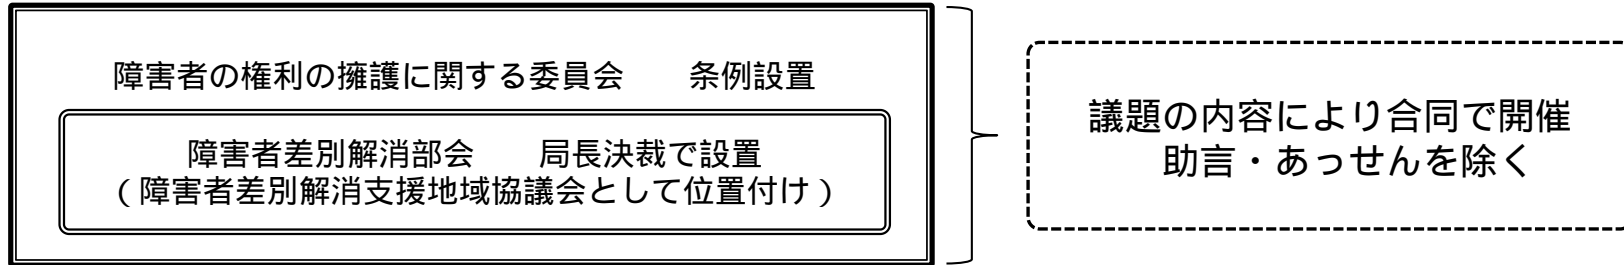 障害者の権利の擁護に関する委員会　　条例設置
障害者差別解消部会　　局長決裁で設置
（障害者差別解消支援地域協議会として位置付け）
議題の内容により合同で開催
助言・あっせんを除く